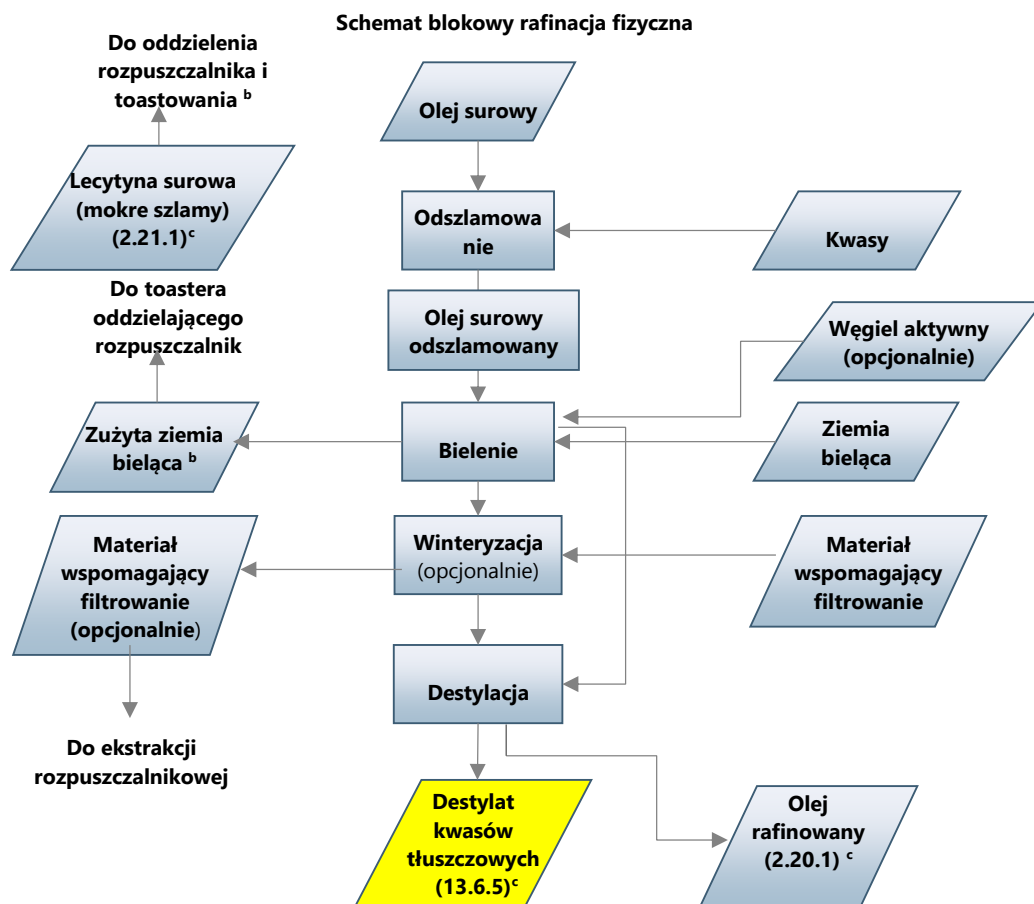 Schemat blokowy rafinacja fizyczna
Do oddzielenia
rozpuszczalnika i
toastowania b
Olej surowy
Lecytyna surowa
(mokre szlamy)
(2.21.1)c
Odszlamowa
nie
Kwasy
Do toastera
oddzielającego
rozpuszczalnik
Olej surowy
odszlamowany
Węgiel aktywny
(opcjonalnie)
Zużyta ziemia
bieląca b
Bielenie
Ziemia
bieląca
Materiał
wspomagający
filtrowanie
(opcjonalnie)
Winteryzacja
(opcjonalnie)
Materiał
wspomagający
filtrowanie
Destylacja
Do ekstrakcji
rozpuszczalnikowej
Destylat
kwasów
tłuszczowych
(13.6.5)c
Olej
rafinowany
(2.20.1) c